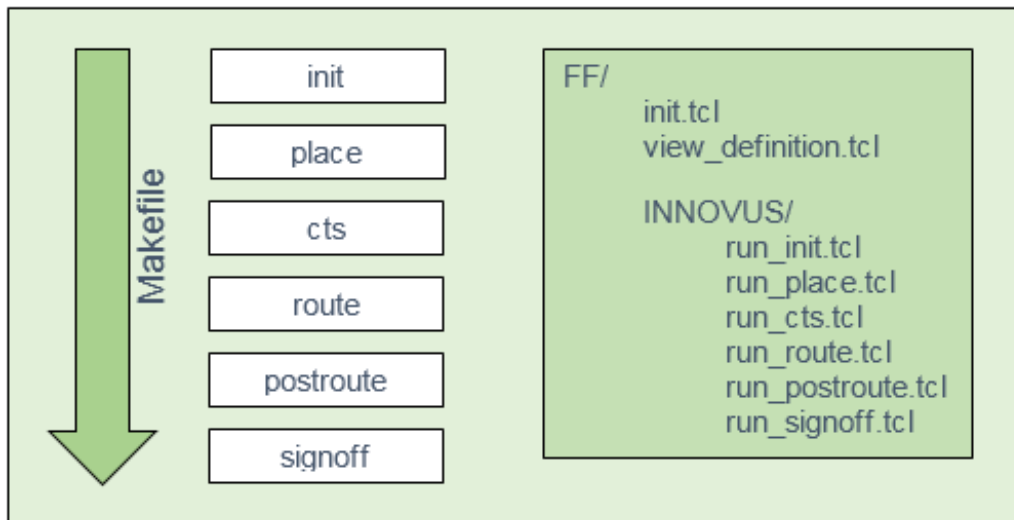 Makefile
init
place
cts
route
postroute
signoff
FF/
init.tcl
view_definition.tcl
INNOVUS/
run_init.tcl
run_place.tcl
run_cts.tcl
run_route.tcl
run_postroute.tcl
run_signoff.tcl